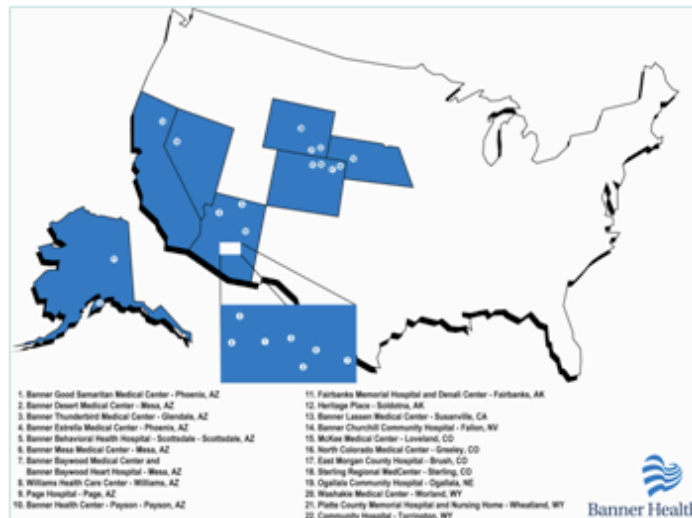 1. Banner Good Samaritan Medical Center - Phoenix, AZ
2. Banner Desert Medical Center - Mesa, AZ
3. Banner Thunderbird Medical Center - Glendale, AZ
4. Banner Estrella Medical Center - Phoenix, AZ
5. Banner Behavioral Health Hospital - Scottsdale - Scottsdale, AZ
6. Banner Mesa Medical Center - Mesa, AZ
7. Banner Baywood Medical Center and
Banner Baywood Heart Hospital - Mesa, AZ
8. Williams Health Care Center - Williams, AZ
9. Page Hospital - Page, AZ
10. Banner Health Center - Payson - Payson, AZ
11. Fairbanks Memorial Hospital and Denali Center - Fairbanks, AK
12. Heritage Place - Soldotna, AK
13. Banner Lassen Medical Center - Susanville, CA
14. Banner Churchill Community Hospital - Fallon, NV
15. McKee Medical Center - Loveland, CO
16. North Colorado Medical Center - Greeley, CO
17. East Morgan County Hospital - Brush, CO
18. Sterling Regional MedCenter - Sterling, CO
19. Ogallala Community Hospital - Ogallala, NE
20. Washakie Medical Center - Worland, WY
21. Platte County Memorial Hospital and Nursing Home - Wheatland, WY
22. Community Hospital - Torrington, WY
Banner Health